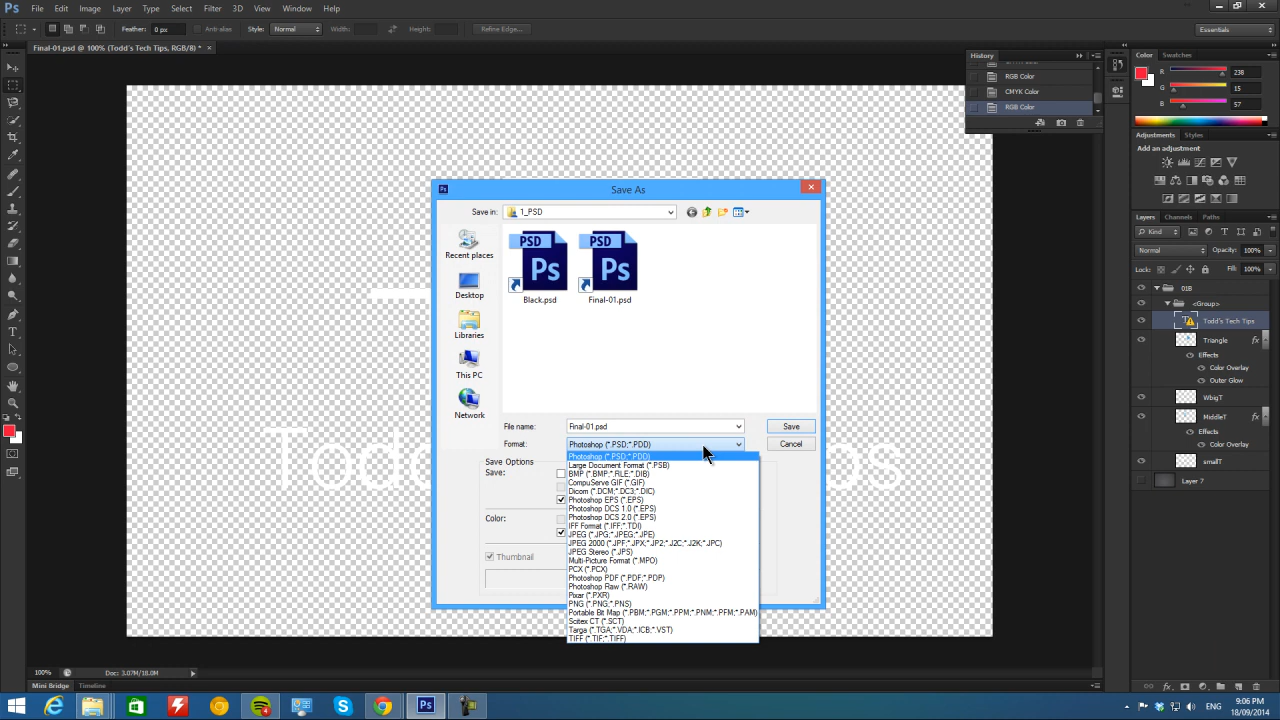 Ps File Edit Image Layer Type Select Filter 3D View Window Help
Feather: 0 px Anti-alias Style: Normal Width: Height: Refine Edge... Essentials
Final-01.psd @ 100% (Todd's Tech Tips, RGB/8) * ×
History
RGB Color
CMYK Color
RGB Color
Color Swatches
R 238
G 15
B 57
Adjustments Styles
Add an adjustment
Layers Channels Paths
Kind
Normal Opacity: 100%
Lock: Fill: 100%
01B
<Group>
Todd's Tech Tips
Triangle fx
Effects
Color Overlay
Outer Glow
WbigT
MiddleT fx
Effects
Color Overlay
smallT
Layer 7
Save As
Save in: 1_PSD
Recent places
Desktop
Libraries
This PC
Network
PSD Ps
Black.psd
PSD Ps
Final-01.psd
File name: Final-01.psd Save
Format: Photoshop (*.PSD;*.PDD) Cancel
Save Options
Save:
Color:
Thumbnail
Photoshop (*.PSD;*.PDD)
Large Document Format (*.PSB)
BMP (*.BMP;*.RLE;*.DIB)
CompuServe GIF (*.GIF)
Dicom (*.DCM;*.DC3;*.DIC)
Photoshop EPS (*.EPS)
Photoshop DCS 1.0 (*.EPS)
Photoshop DCS 2.0 (*.EPS)
IFF Format (*.IFF;*.TDI)
JPEG (*.JPG;*.JPEG;*.JPE)
JPEG 2000 (*.JPF;*.JPX;*.JP2;*.J2C;*.J2K;*.JPC)
JPEG Stereo (*.JPS)
Multi-Picture Format (*.MPO)
PCX (*.PCX)
Photoshop PDF (*.PDF;*.PDP)
Photoshop Raw (*.RAW)
Pixar (*.PXR)
PNG (*.PNG;*.PNS)
Portable Bit Map (*.PBM;*.PGM;*.PPM;*.PNM;*.PFM;*.PAM)
Scitex CT (*.SCT)
Targa (*.TGA;*.VDA;*.ICB;*.VST)
TIFF (*.TIF;*.TIFF)
100% Doc: 3.07M/18.0M
Mini Bridge Timeline
ENG
9:06 PM
18/09/2014